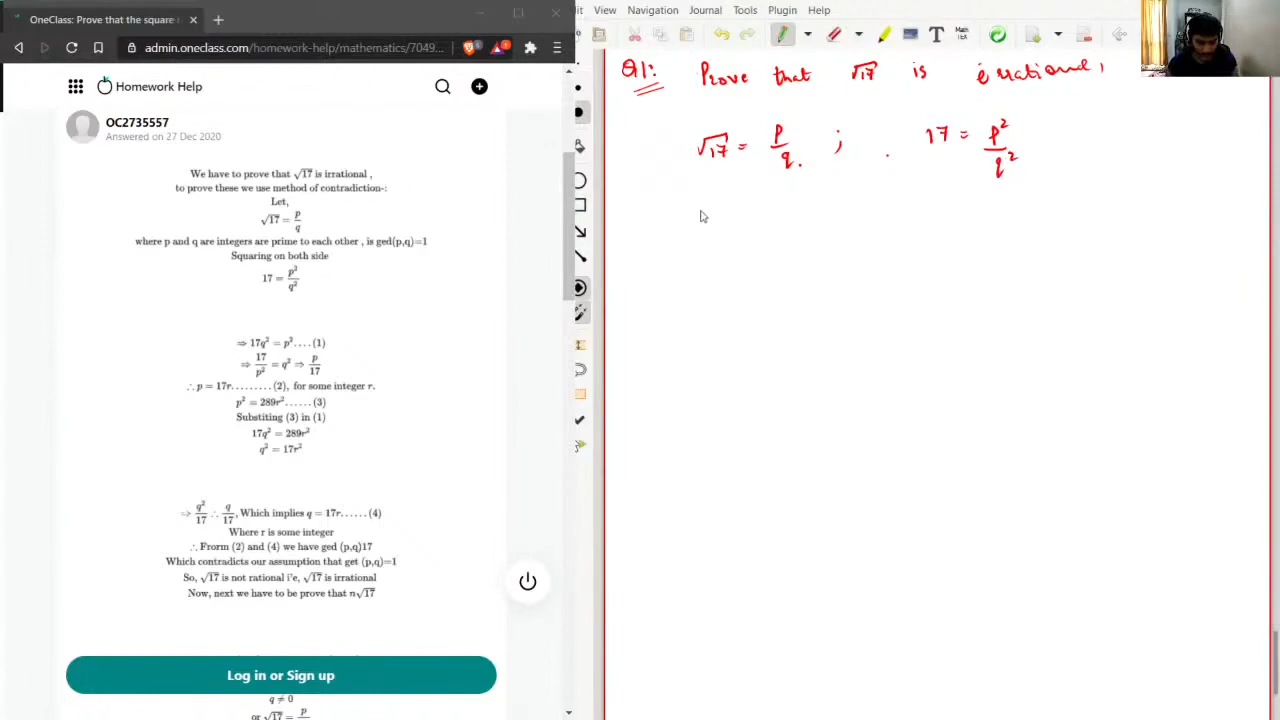 OneClass: Prove that the square
admin.oneclass.com/homework-help/mathematics/7049...
Homework Help
OC2735557
Answered on 27 Dec 2020
We have to prove that √17 is irrational ,
to prove these we use method of contradiction-:
Let,
√17 = p/q
where p and q are integers are prime to each other , is ged(p,q)=1
Squaring on both side
17 = p²/q²
⇒ 17q² = p² . . . . (1)
⇒ 17/p² = q² ⇒ p/17
∴ p = 17r . . . . . . . . . (2), for some integer r.
p² = 289r² . . . . . . (3)
Substiting (3) in (1)
17q² = 289r²
q² = 17r²
⇒ q²/17 ∴ q/17, Which implies q = 17r . . . . . . (4)
Where r is some integer
∴ Frorm (2) and (4) we have ged (p,q)17
Which contradicts our assumption that get (p,q)=1
So, √17 is not rational i'e, √17 is irrational
Now, next we have to be prove that n√17
Log in or Sign up
q ≠ 0
or √17 = p
Edit View Navigation Journal Tools Plugin Help
Q1: Prove that √17 is irrational,
√17 = p/q. ; . 17 = p²/q²